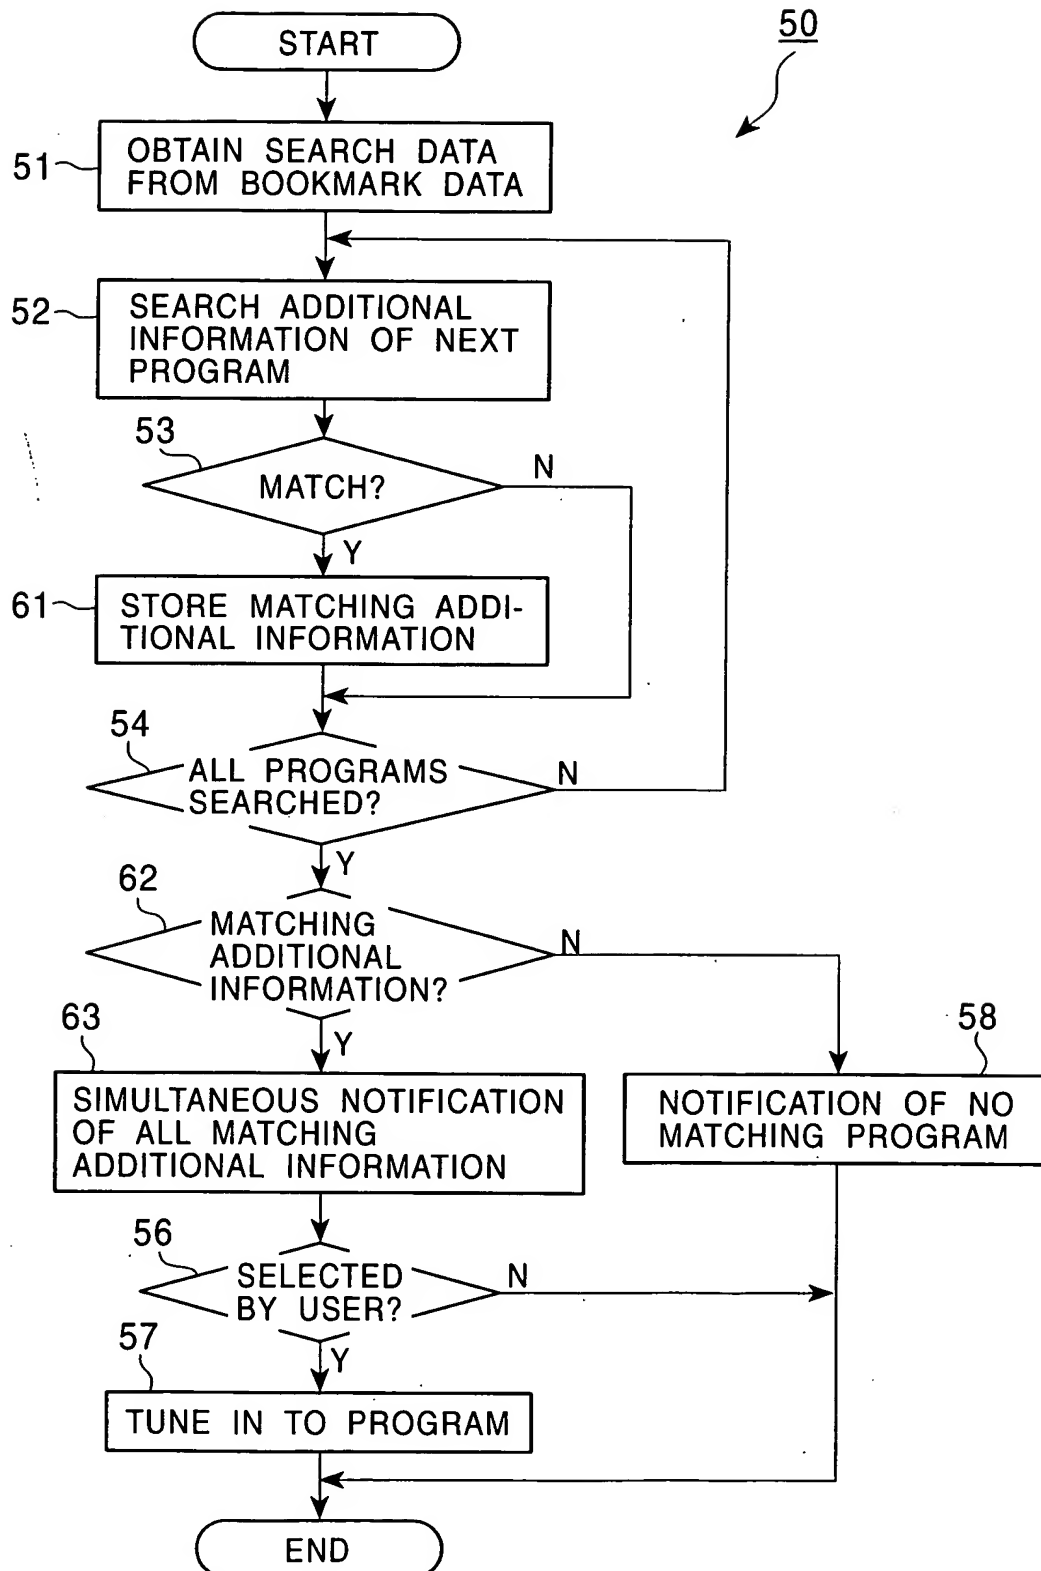 50
START
51
OBTAIN SEARCH DATA
FROM BOOKMARK DATA
52
SEARCH ADDITIONAL
INFORMATION OF NEXT
PROGRAM
53
MATCH?
N
Y
61
STORE MATCHING ADDI-
TIONAL INFORMATION
54
ALL PROGRAMS
SEARCHED?
N
Y
62
MATCHING
ADDITIONAL
INFORMATION?
N
Y
63
SIMULTANEOUS NOTIFICATION
OF ALL MATCHING
ADDITIONAL INFORMATION
58
NOTIFICATION OF NO
MATCHING PROGRAM
56
SELECTED
BY USER?
N
Y
57
TUNE IN TO PROGRAM
END